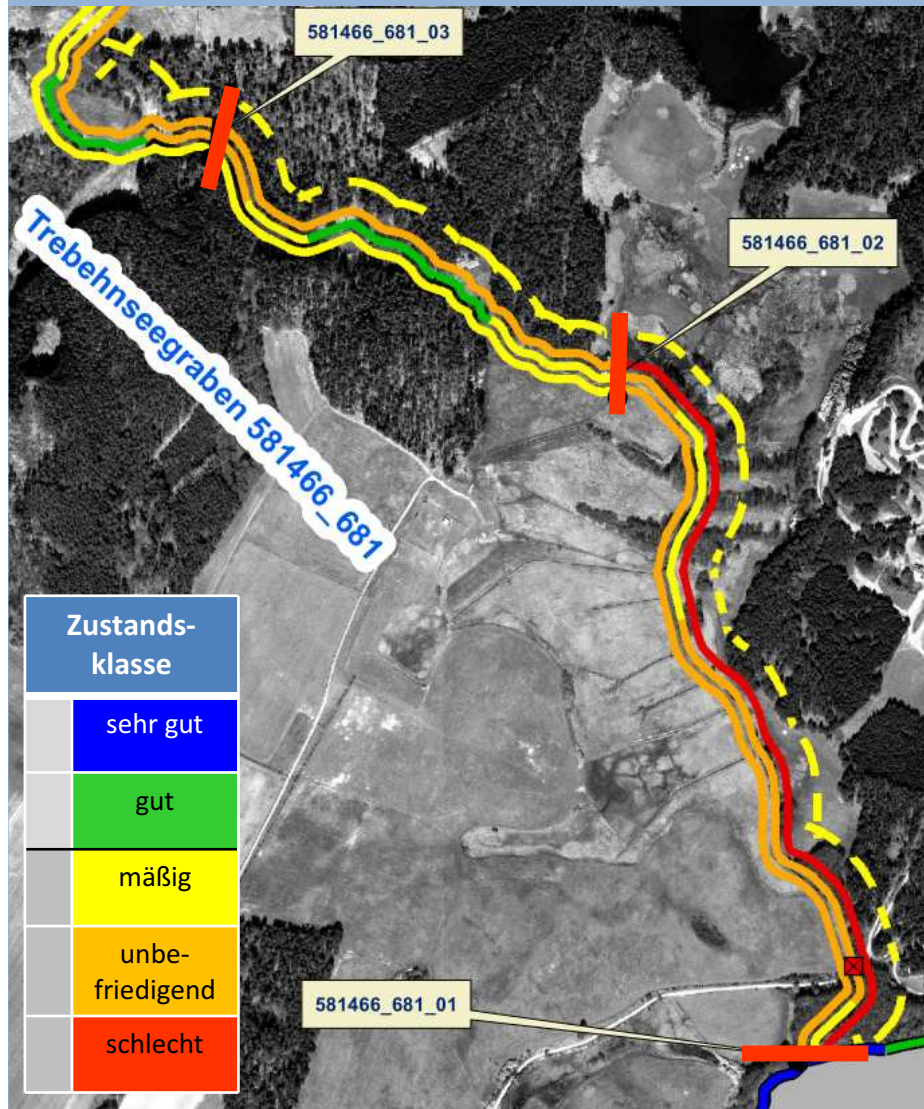 581466_681_03
581466_681_02
Trebehnseegraben 581466_681
Zustands-
klasse
sehr gut
gut
mäßig
unbe-
friedigend
schlecht
581466_681_01